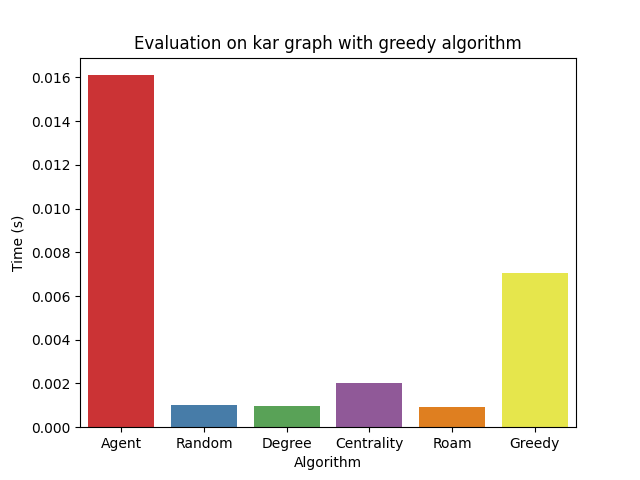 Evaluation on kar graph with greedy algorithm
0.016
0.014
0.012
0.010
0.008
0.006
0.004
0.002
0.000
Time (s)
Agent Random Degree Centrality Roam Greedy
Algorithm